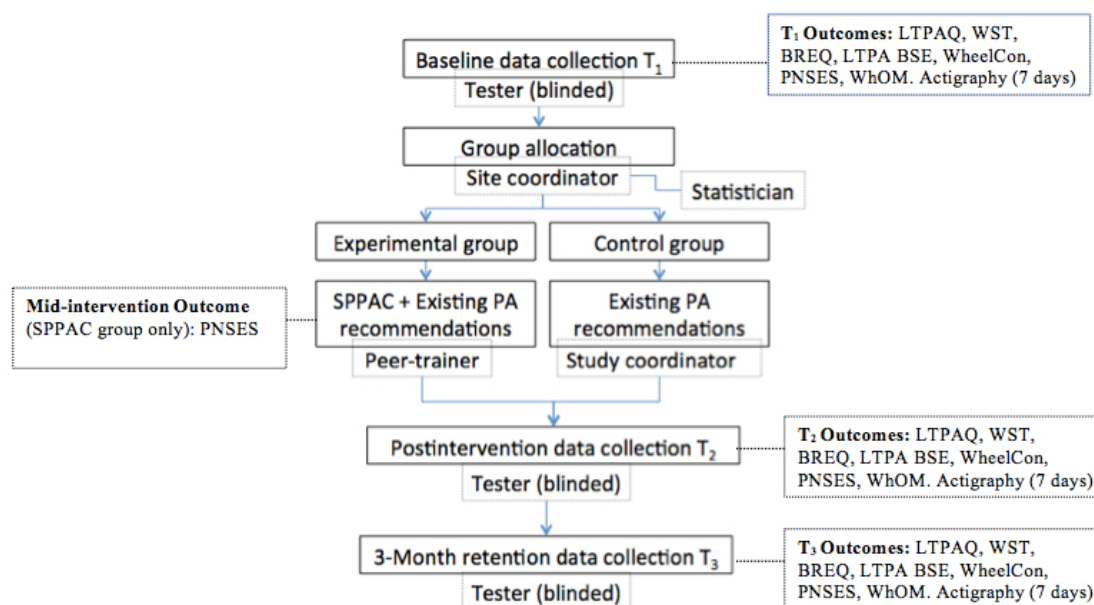 Baseline data collection T₁
Tester (blinded)
T₁ Outcomes: LTPAQ, WST,
BREQ, LTPA BSE, WheelCon,
PNSES, WhOM. Actigraphy (7 days)
Group allocation
Site coordinator
Statistician
Experimental group
Control group
Mid-intervention Outcome
(SPPAC group only): PNSES
SPPAC + Existing PA
recommendations
Peer-trainer
Existing PA
recommendations
Study coordinator
Postintervention data collection T₂
Tester (blinded)
T₂ Outcomes: LTPAQ, WST,
BREQ, LTPA BSE, WheelCon,
PNSES, WhOM. Actigraphy (7 days)
3-Month retention data collection T₃
Tester (blinded)
T₃ Outcomes: LTPAQ, WST,
BREQ, LTPA BSE, WheelCon,
PNSES, WhOM. Actigraphy (7 days)